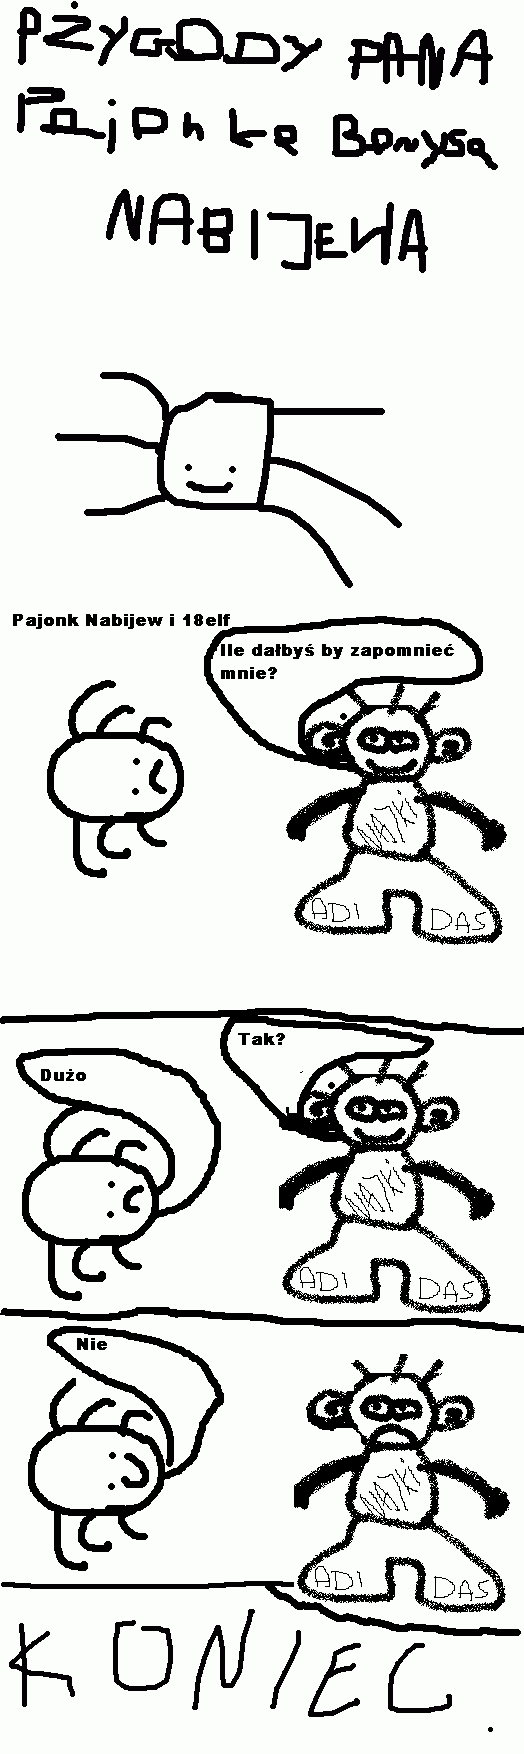 PŻYGODY PANA
Pajonka Borysa
NABIJEWA
Pajonk Nabijew i 18elf
Ile dałbyś by zapomnieć
mnie?
NAJKi
ADI DAS
Tak?
Dużo
NAJKi
ADI DAS
Nie
NAJKi
ADI DAS
KONIEC.